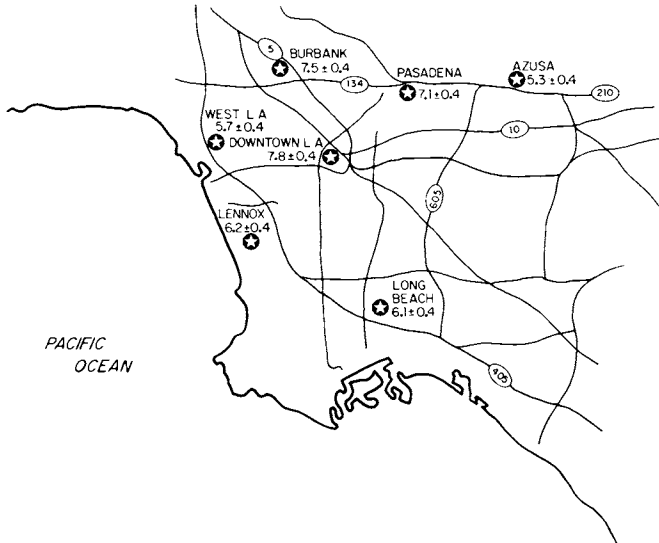 5
BURBANK
7.5±0.4
134
PASADENA
7.1±0.4
AZUSA
5.3±0.4
210
WEST L A
5.7±0.4
DOWNTOWN L A
7.8±0.4
10
605
LENNOX
6.2±0.4
LONG
BEACH
6.1±0.4
PACIFIC
OCEAN
405